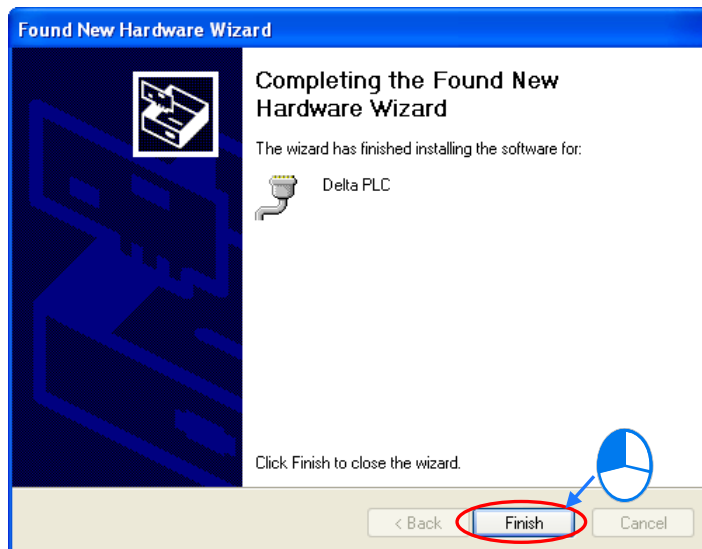 Found New Hardware Wizard
Completing the Found New
Hardware Wizard
The wizard has finished installing the software for:
Delta PLC
Click Finish to close the wizard.
< Back
Finish
Cancel